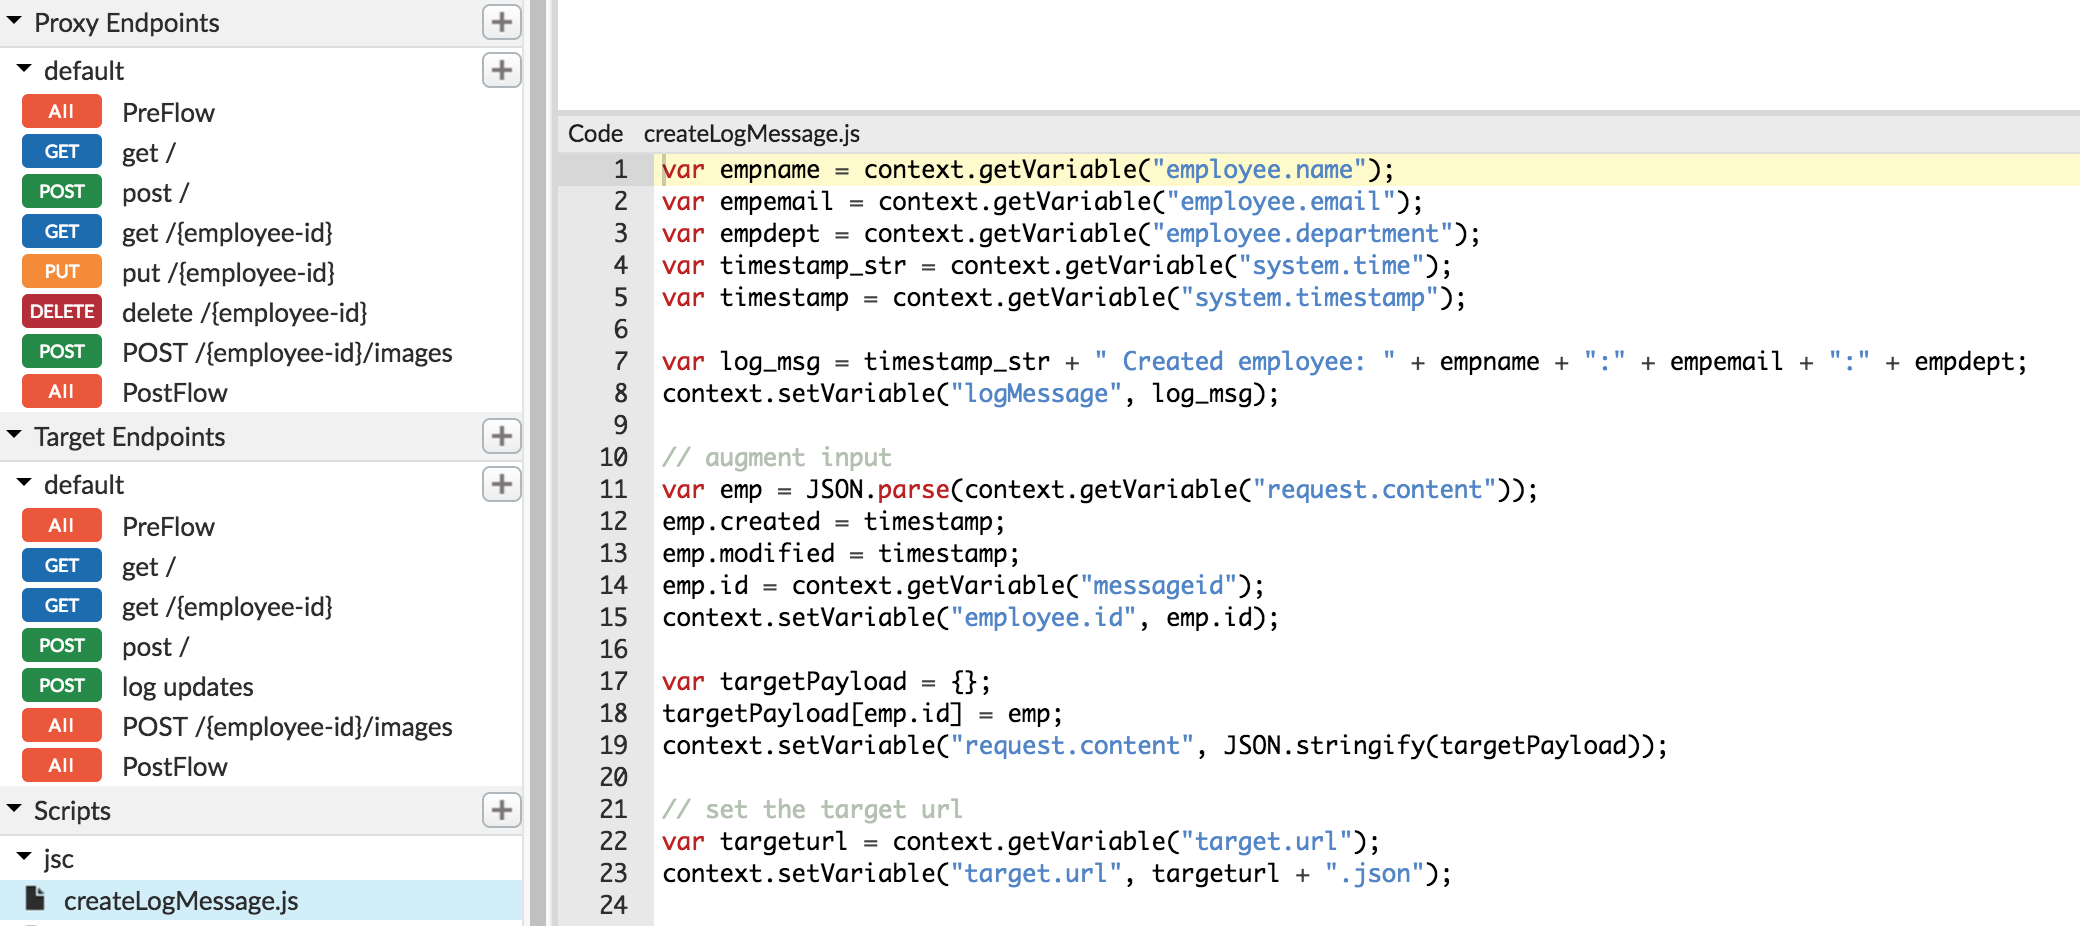 Proxy Endpoints
default
All PreFlow
GET get /
POST post /
GET get /{employee-id}
PUT put /{employee-id}
DELETE delete /{employee-id}
POST POST /{employee-id}/images
All PostFlow
Target Endpoints
default
All PreFlow
GET get /
GET get /{employee-id}
POST post /
POST log updates
All POST /{employee-id}/images
All PostFlow
Scripts
jsc
createLogMessage.js
Code createLogMessage.js
1 var empname = context.getVariable("employee.name");
2 var empemail = context.getVariable("employee.email");
3 var empdept = context.getVariable("employee.department");
4 var timestamp_str = context.getVariable("system.time");
5 var timestamp = context.getVariable("system.timestamp");
6
7 var log_msg = timestamp_str + " Created employee: " + empname + ":" + empemail + ":" + empdept;
8 context.setVariable("logMessage", log_msg);
9
10 // augment input
11 var emp = JSON.parse(context.getVariable("request.content"));
12 emp.created = timestamp;
13 emp.modified = timestamp;
14 emp.id = context.getVariable("messageid");
15 context.setVariable("employee.id", emp.id);
16
17 var targetPayload = {};
18 targetPayload[emp.id] = emp;
19 context.setVariable("request.content", JSON.stringify(targetPayload));
20
21 // set the target url
22 var targeturl = context.getVariable("target.url");
23 context.setVariable("target.url", targeturl + ".json");
24